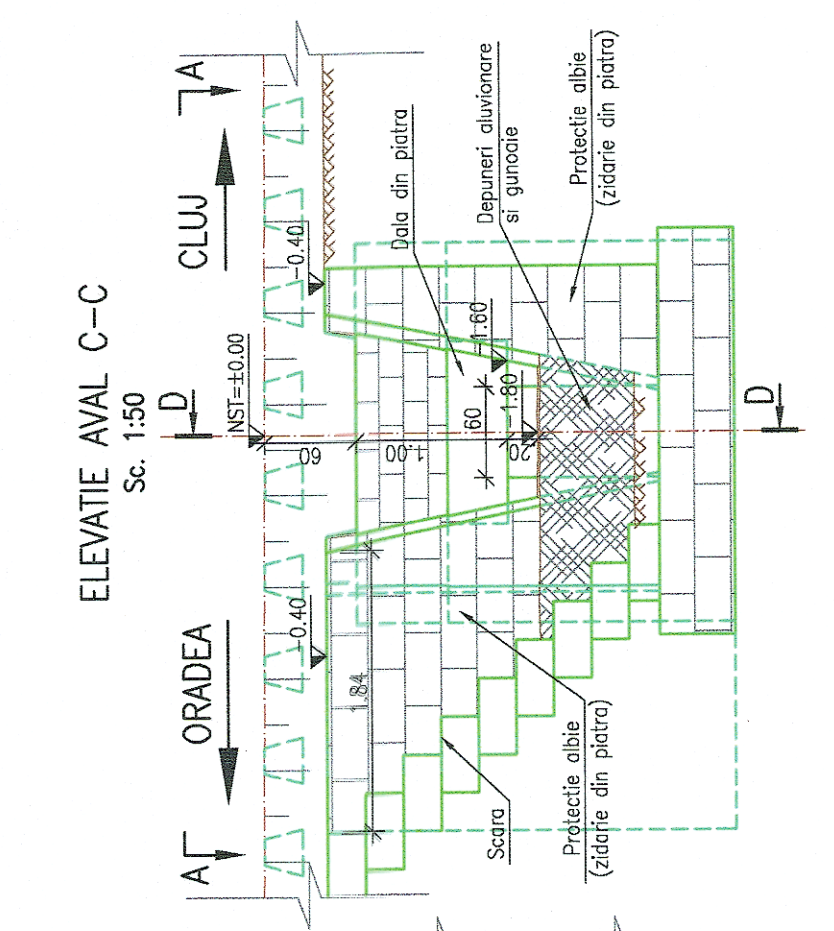 ELEVATIE AVAL C-C
Sc. 1:50
ORADEA
CLUJ
A
A
D
NST=±0.00
-0.40
-0.40
60
1.00
20
60
-1.60
-1.80
1.84
Dala din piatra
Depuneri aluvionare
si gunoaie
Protectie albie
(zidarie din piatra)
Scara
Protectie albie
(zidarie din piatra)
D